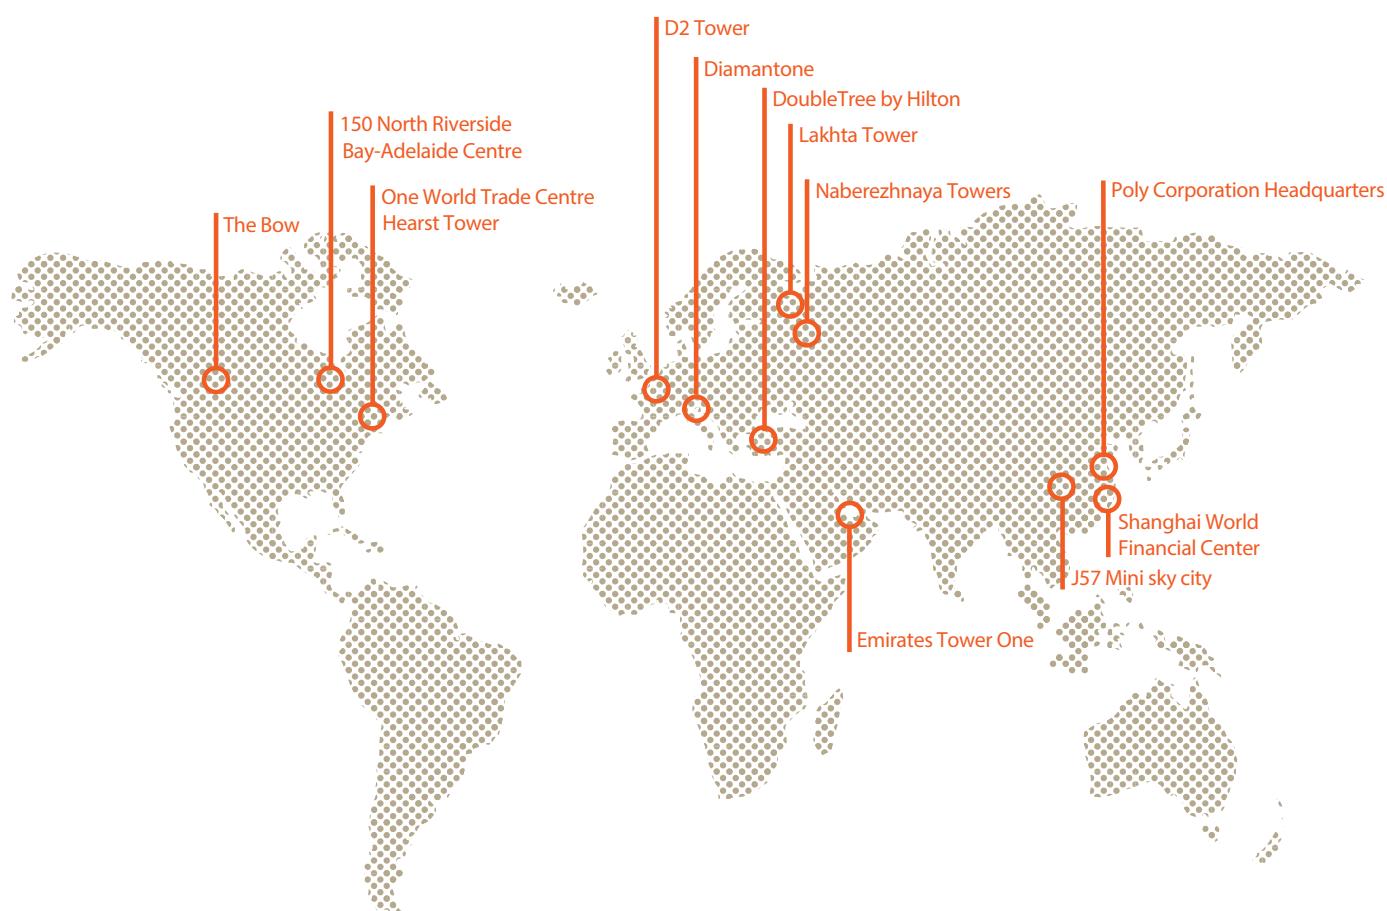 D2 Tower
Diamantone
DoubleTree by Hilton
150 North Riverside
Bay-Adelaide Centre
Lakhta Tower
One World Trade Centre
Hearst Tower
Naberezhnaya Towers
Poly Corporation Headquarters
The Bow
Shanghai World
Financial Center
J57 Mini sky city
Emirates Tower One